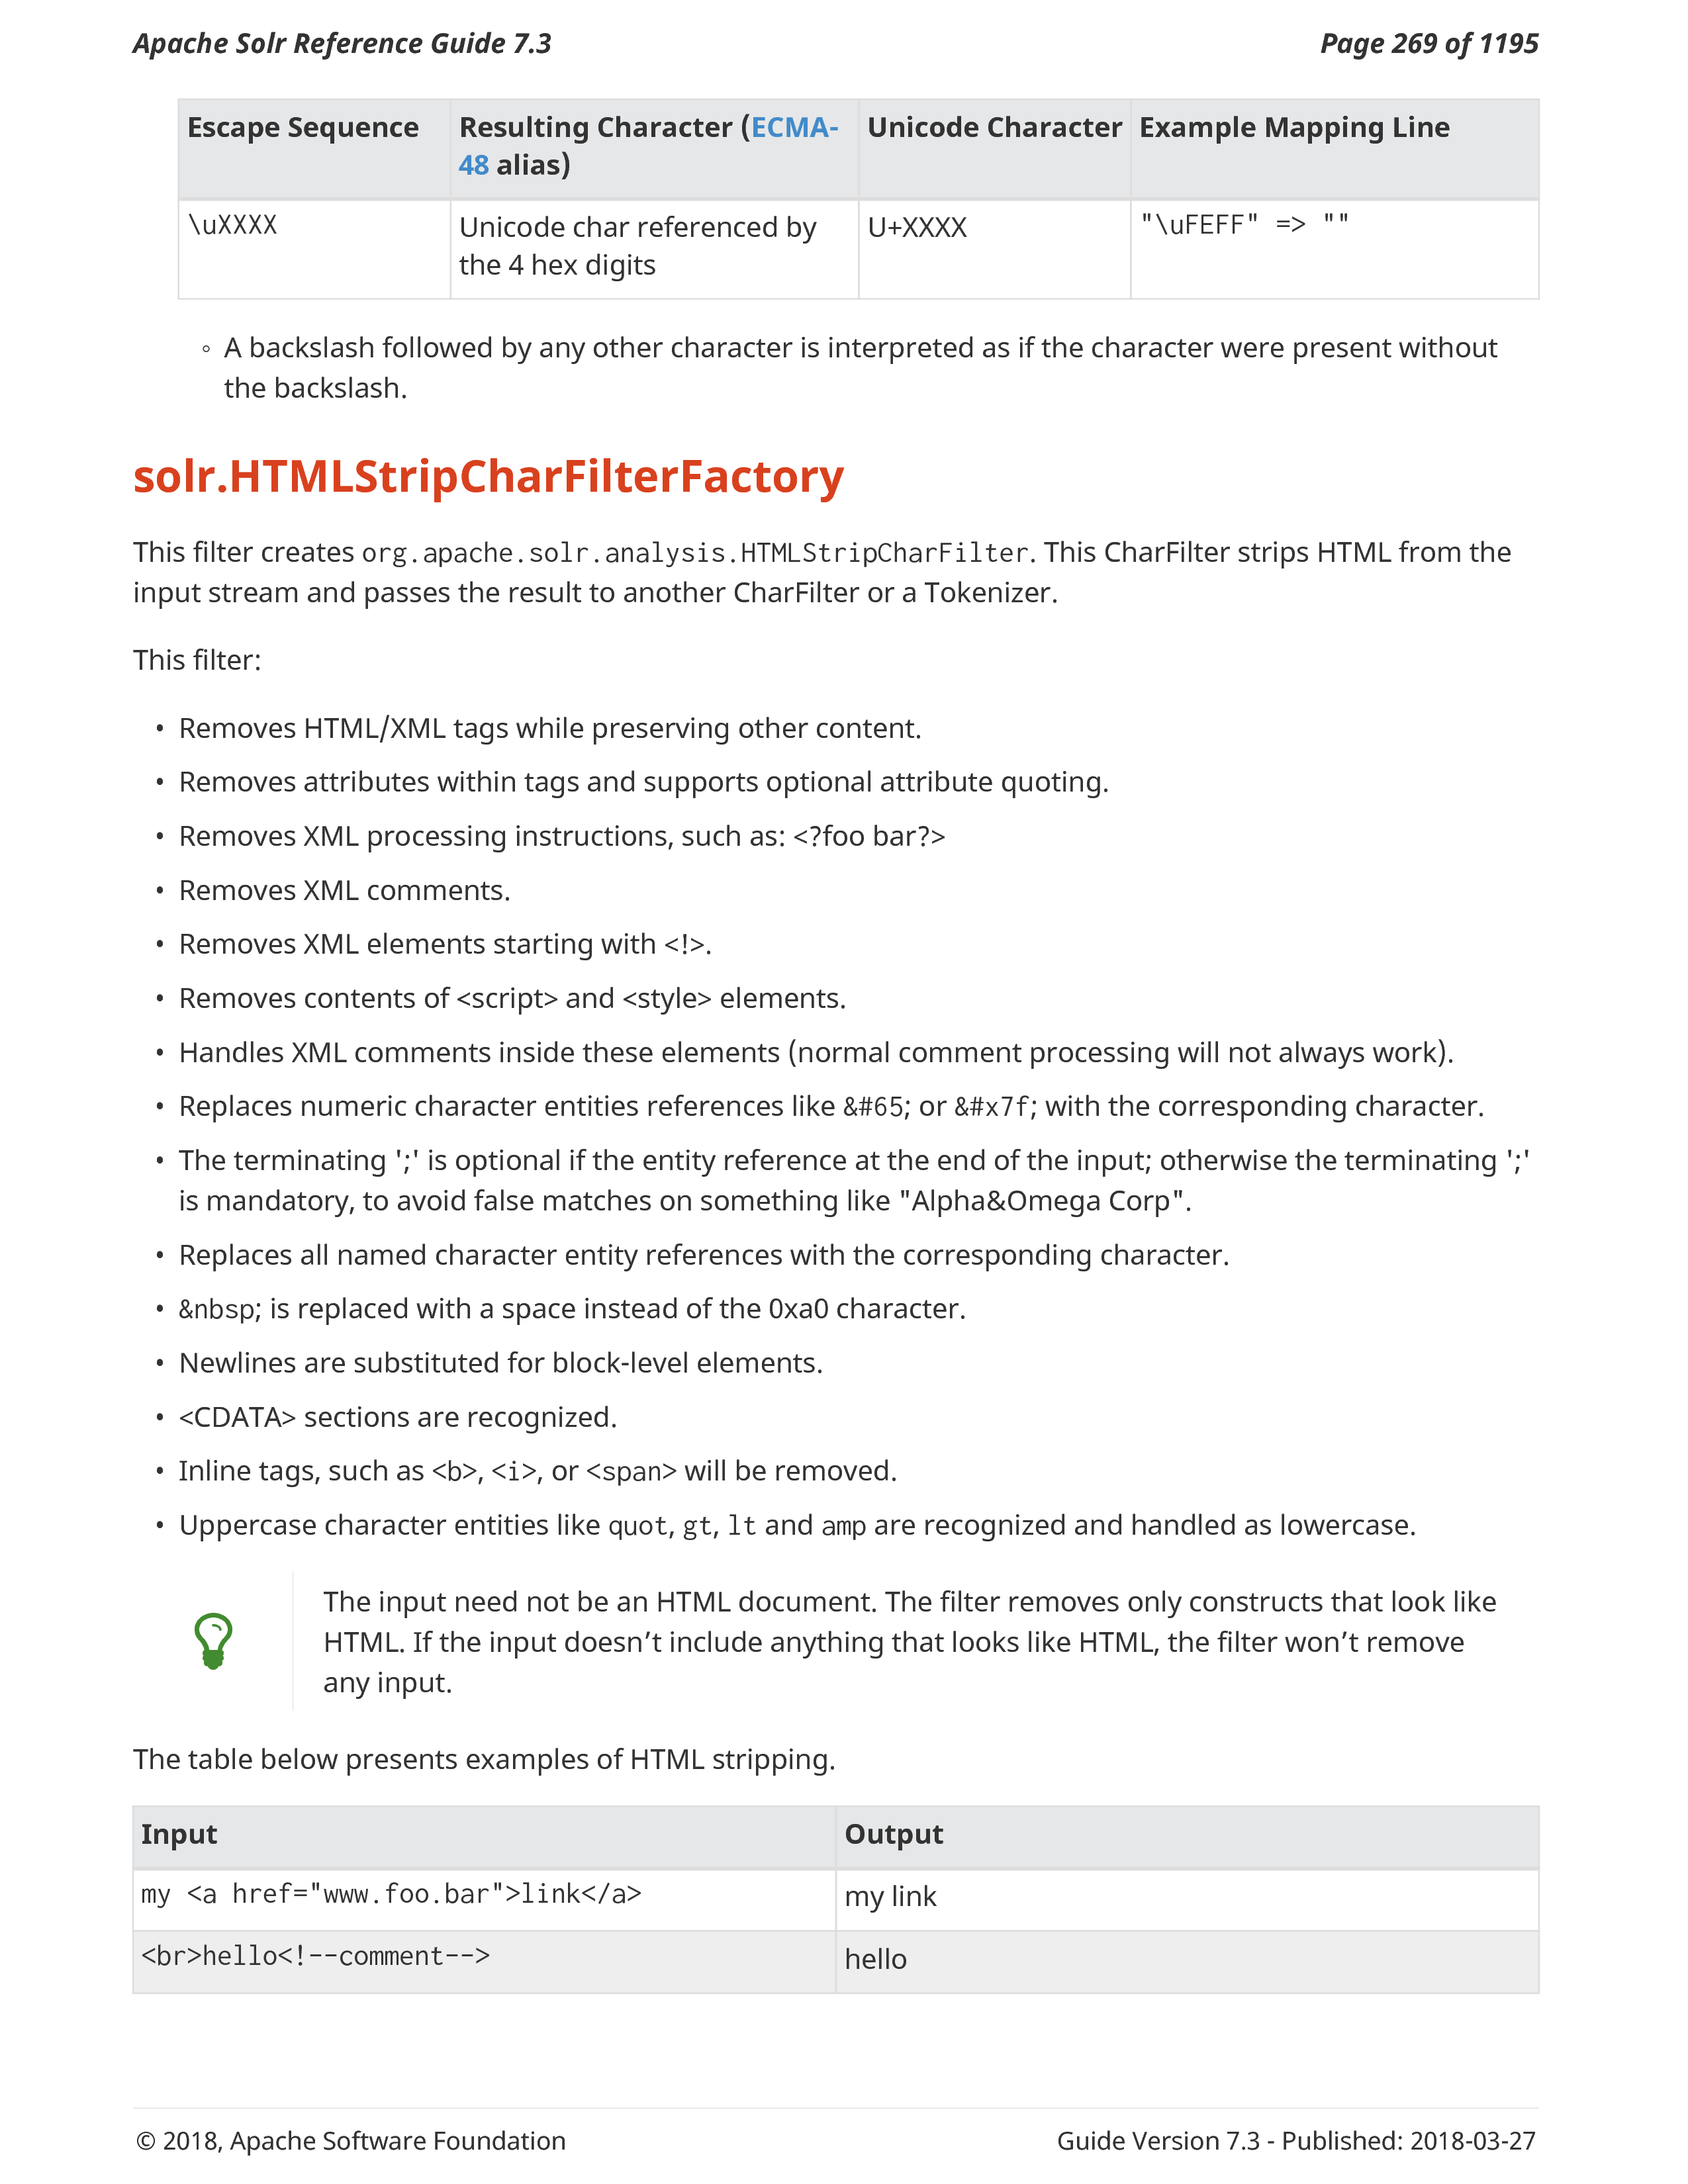 Apache Solr Reference Guide 7.3
Page 269 of 1195
Escape Sequence
Resulting Character (ECMA-
48 alias)
Unicode Character
Example Mapping Line
\uXXXX
Unicode char referenced by
the 4 hex digits
U+XXXX
"\uFEFF" => ""
◦ A backslash followed by any other character is interpreted as if the character were present without
the backslash.
solr.HTMLStripCharFilterFactory
This filter creates org.apache.solr.analysis.HTMLStripCharFilter. This CharFilter strips HTML from the
input stream and passes the result to another CharFilter or a Tokenizer.
This filter:
• Removes HTML/XML tags while preserving other content.
• Removes attributes within tags and supports optional attribute quoting.
• Removes XML processing instructions, such as: <?foo bar?>
• Removes XML comments.
• Removes XML elements starting with <!>.
• Removes contents of <script> and <style> elements.
• Handles XML comments inside these elements (normal comment processing will not always work).
• Replaces numeric character entities references like &#65; or &#x7f; with the corresponding character.
• The terminating ';' is optional if the entity reference at the end of the input; otherwise the terminating ';'
is mandatory, to avoid false matches on something like "Alpha&Omega Corp".
• Replaces all named character entity references with the corresponding character.
• &nbsp; is replaced with a space instead of the 0xa0 character.
• Newlines are substituted for block-level elements.
• <CDATA> sections are recognized.
• Inline tags, such as <b>, <i>, or <span> will be removed.
• Uppercase character entities like quot, gt, lt and amp are recognized and handled as lowercase.
The input need not be an HTML document. The filter removes only constructs that look like
HTML. If the input doesn’t include anything that looks like HTML, the filter won’t remove
any input.
The table below presents examples of HTML stripping.
Input
Output
my <a href="www.foo.bar">link</a>
my link
<br>hello<!--comment-->
hello
© 2018, Apache Software Foundation
Guide Version 7.3 - Published: 2018-03-27